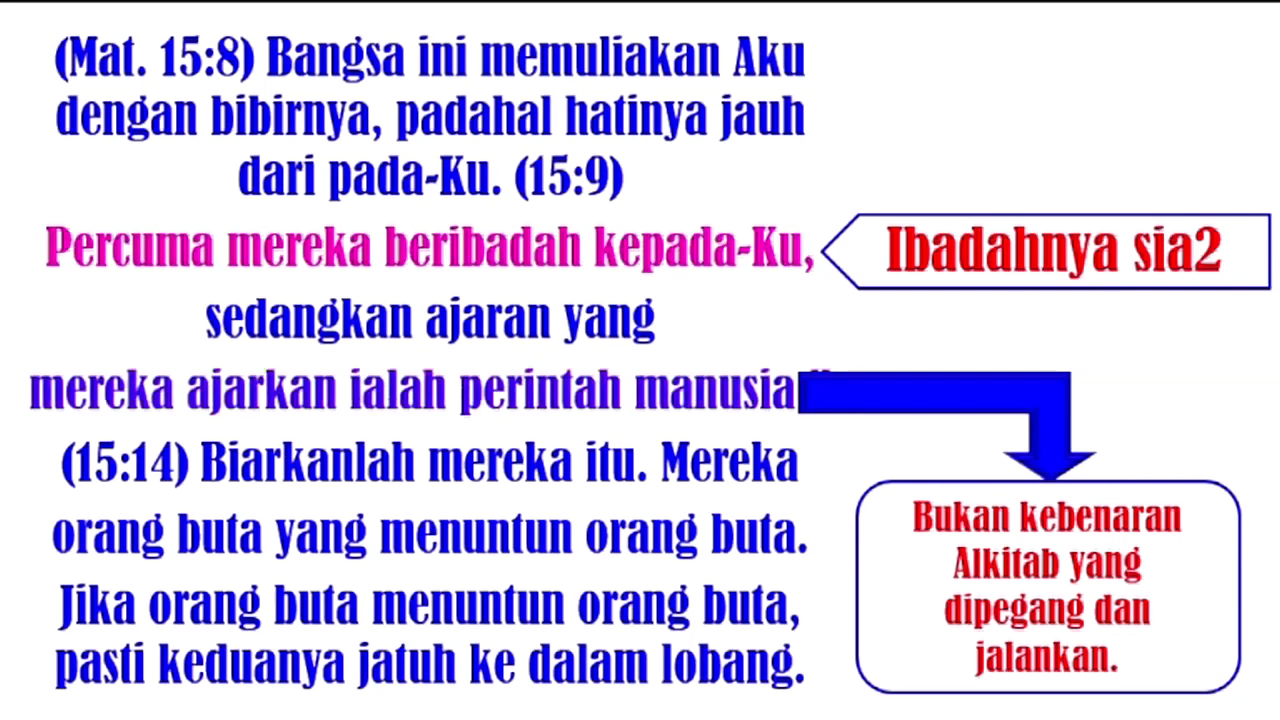 (Mat. 15:8) Bangsa ini memuliakan Aku
dengan bibirnya, padahal hatinya jauh
dari pada-Ku. (15:9)
Percuma mereka beribadah kepada-Ku,
Ibadahnya sia2
sedangkan ajaran yang
mereka ajarkan ialah perintah manusia
(15:14) Biarkanlah mereka itu. Mereka
orang buta yang menuntun orang buta.
Jika orang buta menuntun orang buta,
pasti keduanya jatuh ke dalam lobang.
Bukan kebenaran
Alkitab yang
dipegang dan
jalankan.